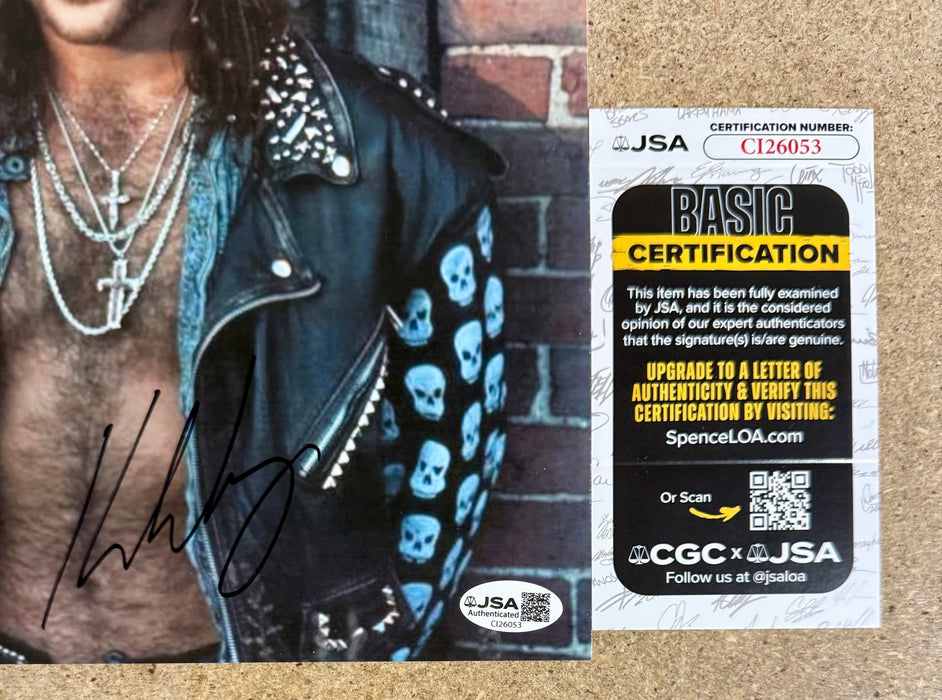 JSA
CERTIFICATION NUMBER:
CI26053
BASIC
CERTIFICATION
This item has been fully examined
by JSA, and it is the considered
opinion of our expert authenticators
that the signature(s) is/are genuine.
UPGRADE TO A LETTER OF
AUTHENTICITY & VERIFY THIS
CERTIFICATION BY VISITING:
SpenceLOA.com
Or Scan
CGC x JSA
Follow us at @jsaloa
JSA
Authenticated
CI26053